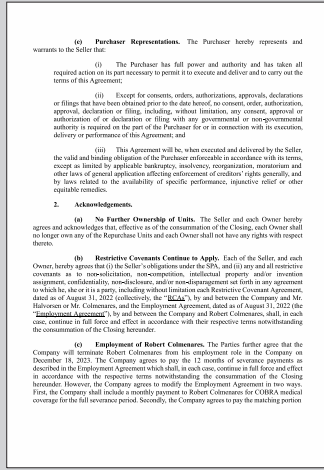 (c) Purchaser Representations. The Purchaser hereby represents and
warrants to the Seller that:
(i) The Purchaser has full power and authority and has taken all
required action on its part necessary to permit it to execute and deliver and to carry out the
terms of this Agreement;
(ii) Except for consents, orders, authorizations, approvals, declarations
or filings that have been obtained prior to the date hereof, no consent, order, authorization,
approval, declaration or filing, including, without limitation, any consent, approval or
authorization of or declaration or filing with any governmental or non-governmental
authority is required on the part of the Purchaser for or in connection with its execution,
delivery or performance of this Agreement; and
(iii) This Agreement will be, when executed and delivered by the Seller,
the valid and binding obligation of the Purchaser enforceable in accordance with its terms,
except as limited by applicable bankruptcy, insolvency, reorganization, moratorium and
other laws of general application affecting enforcement of creditors' rights generally, and
by laws related to the availability of specific performance, injunctive relief or other
equitable remedies.
2. Acknowledgements.
(a) No Further Ownership of Units. The Seller and each Owner hereby
agrees and acknowledges that, effective as of the consummation of the Closing, each Owner shall
no longer own any of the Repurchase Units and each Owner shall not have any rights with respect
thereto.
(b) Restrictive Covenants Continue to Apply. Each of the Seller, and each
Owner, hereby agrees that (i) the Seller's obligations under the SPA, and (ii) any and all restrictive
covenants as to non-solicitation, non-competition, intellectual property and/or invention
assignment, confidentiality, non-disclosure, and/or non-disparagement set forth in any agreement
to which he, she or it is a party, including without limitation each Restrictive Covenant Agreement,
dated as of August 31, 2022 (collectively, the "RCAs"), by and between the Company and Mr.
Halvorsen or Mr. Colmenares, and the Employment Agreement, dated as of August 31, 2022 (the
"Employment Agreement"), by and between the Company and Robert Colmenares, shall, in each
case, continue in full force and effect in accordance with their respective terms notwithstanding
the consummation of the Closing hereunder.
(c) Employment of Robert Colmenares. The Parties further agree that the
Company will terminate Robert Colmenares from his employment role in the Company on
December 18, 2023. The Company agrees to pay the 12 months of severance payments as
described in the Employment Agreement which shall, in each case, continue in full force and effect
in accordance with the respective terms notwithstanding the consummation of the Closing
hereunder. However, the Company agrees to modify the Employment Agreement in two ways.
First, the Company shall include a monthly payment to Robert Colmenares for COBRA medical
coverage for the full severance period. Secondly, the Company agrees to pay the matching portion